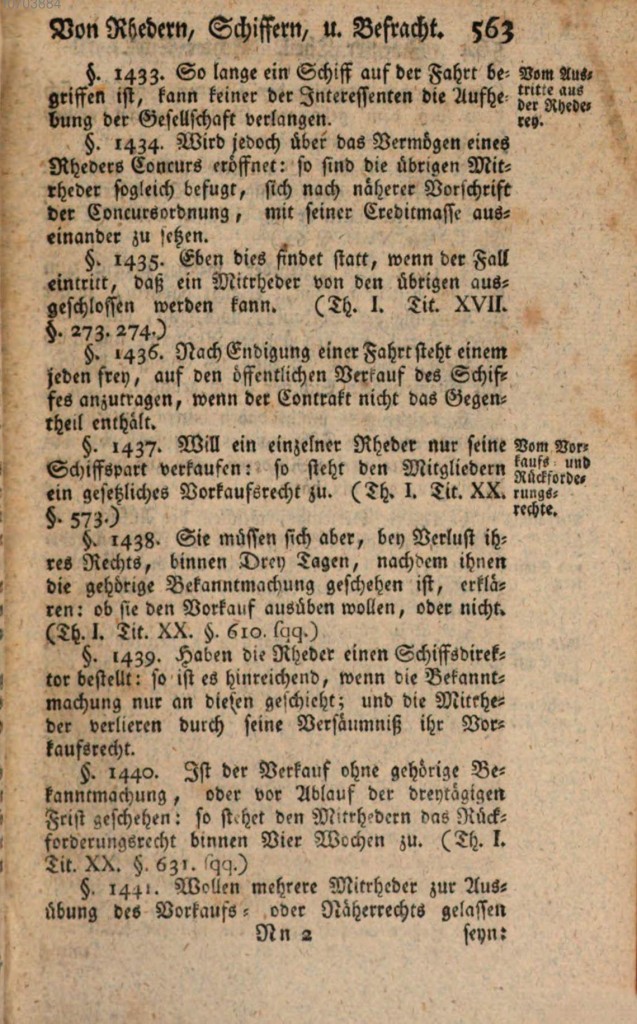 Von Rhedern, Schiffern, u. Befracht. 563
§. 1433. So lange ein Schiff auf der Fahrt be-
griffen ist, kann keiner der Interessenten die Aufhe-
bung der Gesellschaft verlangen.
Vom Aus-
tritte aus
der Rhede-
rey.
§. 1434. Wird jedoch über das Vermögen eines
Rheders Concurs eröffnet: so sind die übrigen Mit-
rheder sogleich befugt, sich nach näherer Vorschrift
der Concursordnung, mit seiner Creditmasse aus-
einander zu setzen.
§. 1435. Eben dies findet statt, wenn der Fall
eintritt, daß ein Mitrheder von den übrigen aus-
geschlossen werden kann. (Th. I. Tit. XVII.
§. 273. 274.)
§. 1436. Nach Endigung einer Fahrt steht einem
jeden frey, auf den öffentlichen Verkauf des Schif-
fes anzutragen, wenn der Contrakt nicht das Gegen-
theil enthält.
§. 1437. Will ein einzelner Rheder nur seine
Schiffspart verkaufen: so steht den Mitgliedern
ein gesetzliches Vorkaufsrecht zu. (Th. I. Tit. XX.
§. 573.)
Vom Vor-
kaufs und
Rückforde-
rungs-
rechte.
§. 1438. Sie müssen sich aber, bey Verlust ih-
res Rechts, binnen Drey Tagen, nachdem ihnen
die gehörige Bekanntmachung geschehen ist, erklä-
ren: ob sie den Vorkauf ausüben wollen, oder nicht.
(Th. I. Tit. XX. §. 610. sqq.)
§. 1439. Haben die Rheder einen Schiffsdirek-
tor bestellt: so ist es hinreichend, wenn die Bekannt-
machung nur an diesen geschieht; und die Mitrhe-
der verlieren durch seine Versäumniß ihr Vor-
kaufsrecht.
§. 1440. Ist der Verkauf ohne gehörige Be-
kanntmachung, oder vor Ablauf der dreytägigen
Frist geschehen: so stehet den Mitrhedern das Rück-
forderungsrecht binnen Vier Wochen zu. (Th. I.
Tit. XX. §. 631. sqq.)
§. 1441. Wollen mehrere Mitrheder zur Aus-
übung des Vorkaufs- oder Näherrechts gelassen
Nn 2 seyn: